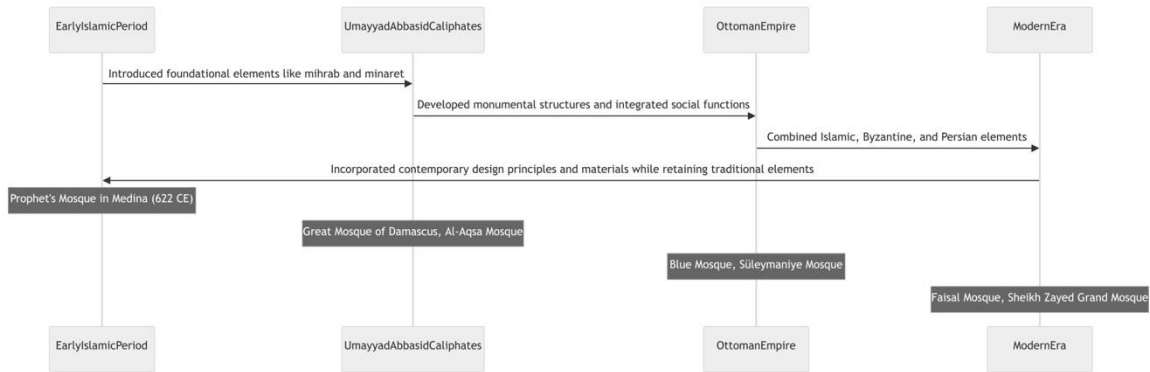 EarlyIslamicPeriod
UmayyadAbbasidCaliphates
OttomanEmpire
ModernEra
Introduced foundational elements like mihrab and minaret
Developed monumental structures and integrated social functions
Combined Islamic, Byzantine, and Persian elements
Incorporated contemporary design principles and materials while retaining traditional elements
Prophet's Mosque in Medina (622 CE)
Great Mosque of Damascus, Al-Aqsa Mosque
Blue Mosque, Süleymaniye Mosque
Faisal Mosque, Sheikh Zayed Grand Mosque
EarlyIslamicPeriod
UmayyadAbbasidCaliphates
OttomanEmpire
ModernEra